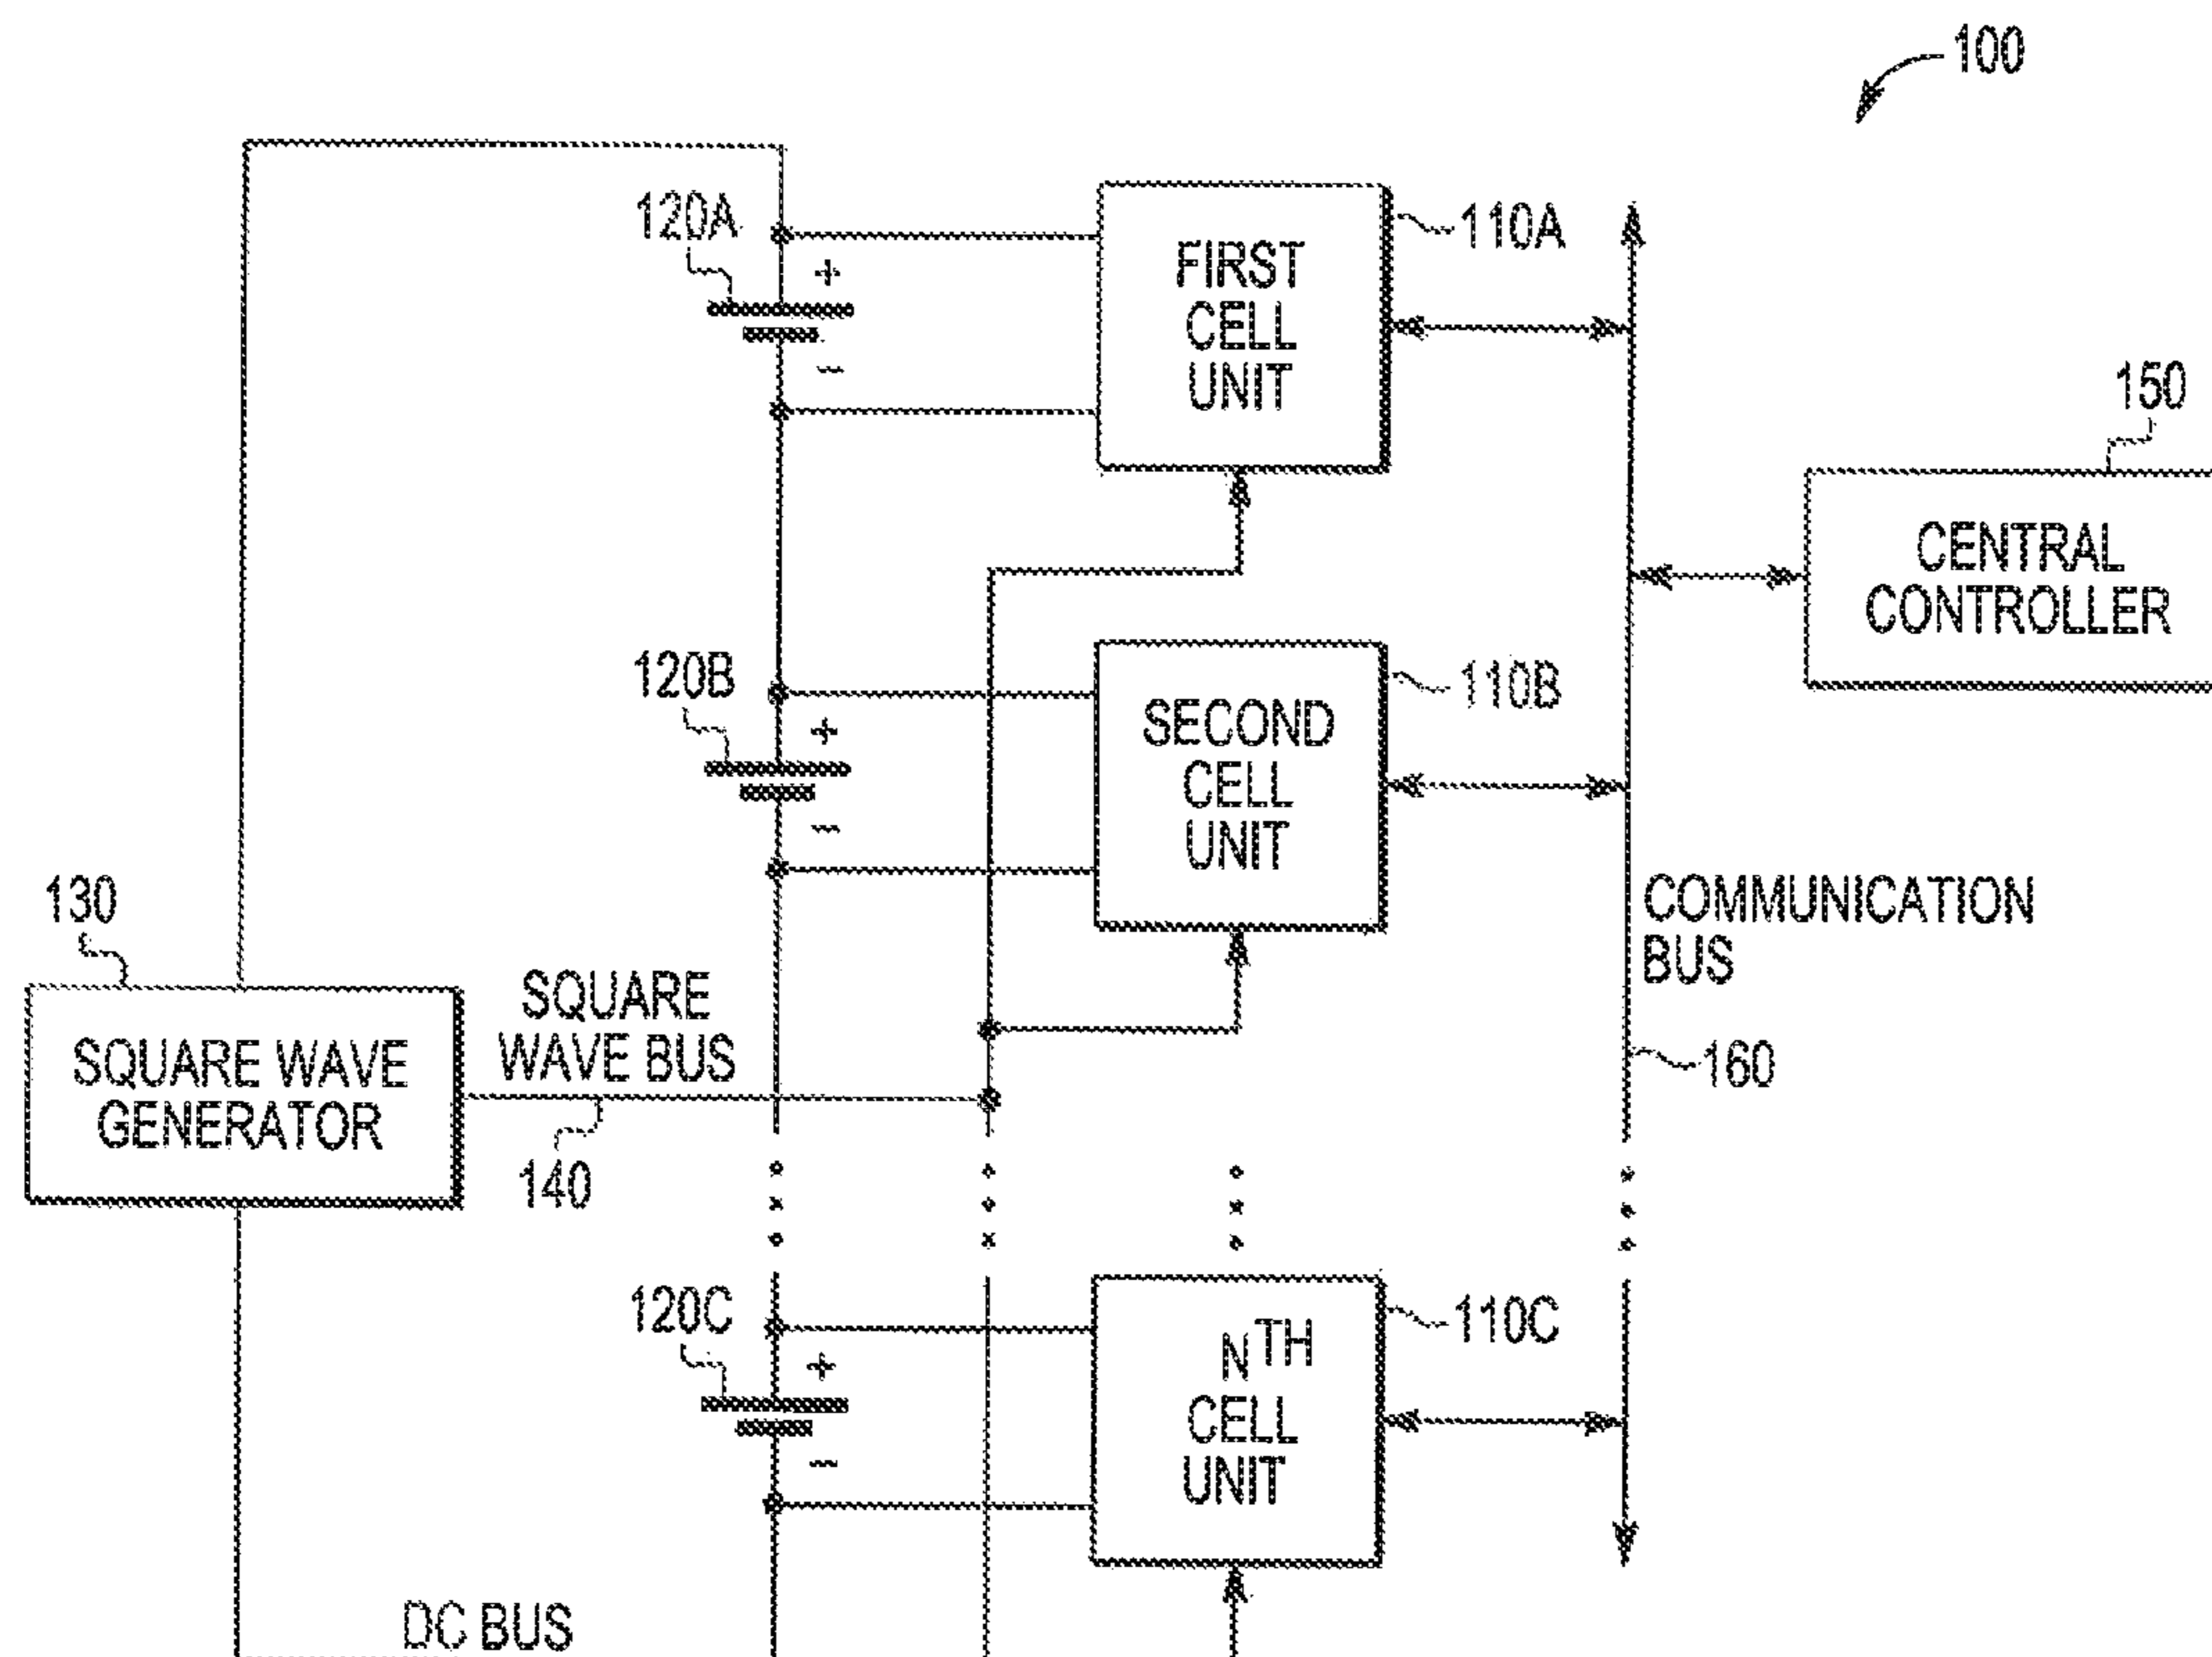 100
120A
+
−
FIRST
CELL
UNIT
110A
150
CENTRAL
CONTROLLER
120B
+
−
SECOND
CELL
UNIT
110B
COMMUNICATION
BUS
160
130
SQUARE WAVE
GENERATOR
SQUARE
WAVE BUS
140
120C
+
−
NTH
CELL
UNIT
110C
DC BUS